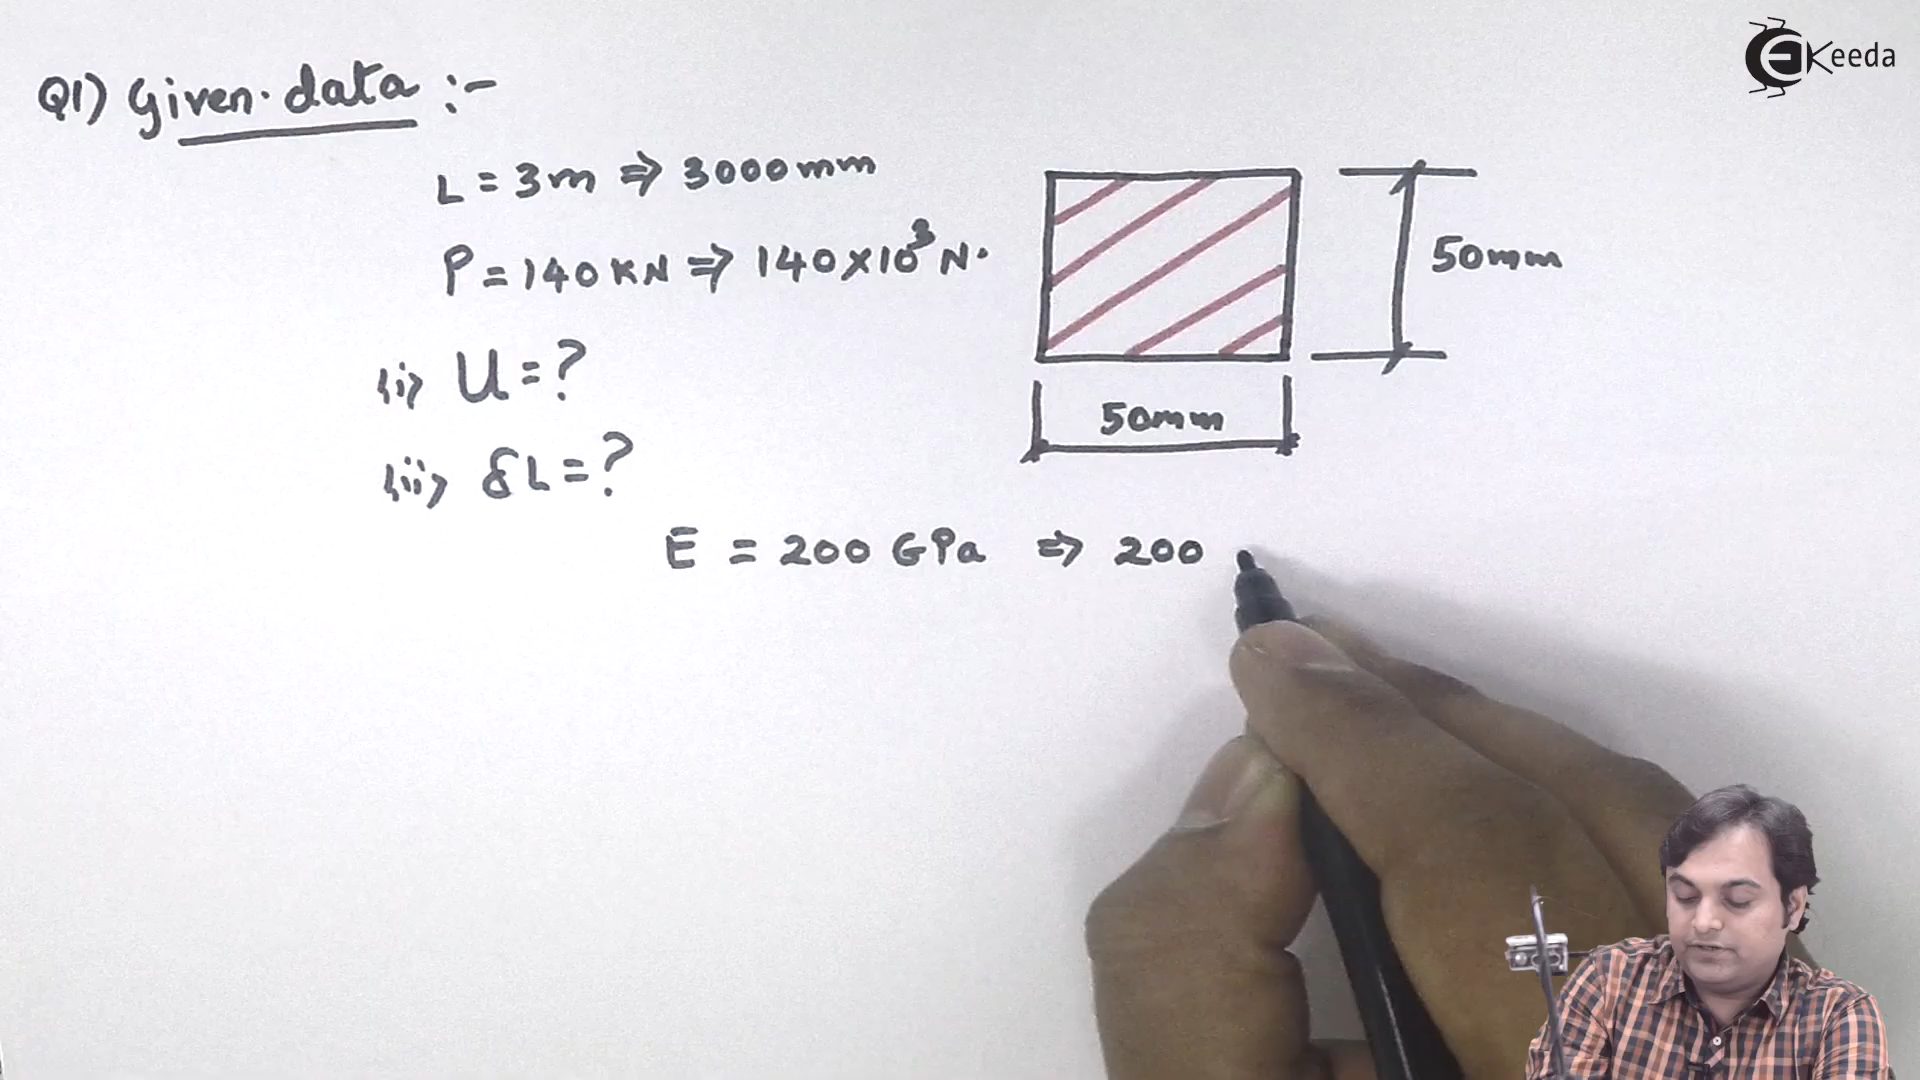 EKeeda
Q1) Given data :-
L = 3m ⇒ 3000mm
P = 140 KN ⇒ 140×10³ N.
(i) U = ?
(ii) δL = ?
50mm
50mm
E = 200 GPa ⇒ 200